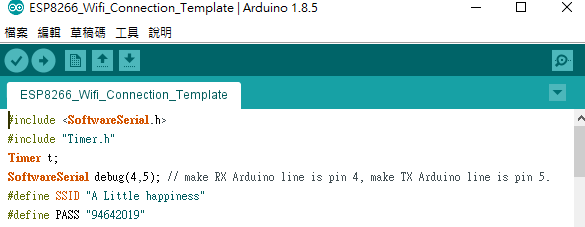 ESP8266_Wifi_Connection_Template | Arduino 1.8.5
檔案 編輯 草稿碼 工具 說明
ESP8266_Wifi_Connection_Template
#include <SoftwareSerial.h>
#include "Timer.h"
Timer t;
SoftwareSerial debug(4,5); // make RX Arduino line is pin 4, make TX Arduino line is pin 5.
#define SSID "A Little happiness"
#define PASS "94642019"